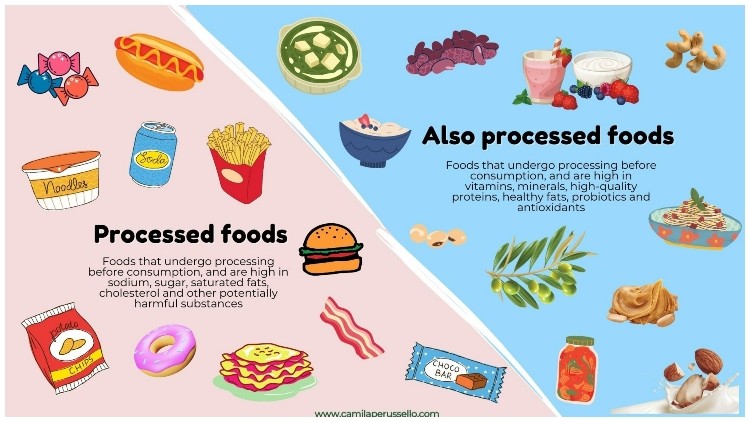 Also processed foods
Foods that undergo processing before
consumption, and are high in
vitamins, minerals, high-quality
proteins, healthy fats, probiotics and
antioxidants
Soda
Noodles
Processed foods
Foods that undergo processing
before consumption, and are high in
sodium, sugar, saturated fats,
cholesterol and other potentially
harmful substances
potato
CHIPS
CHOCO
BAR
www.camilaperussello.com